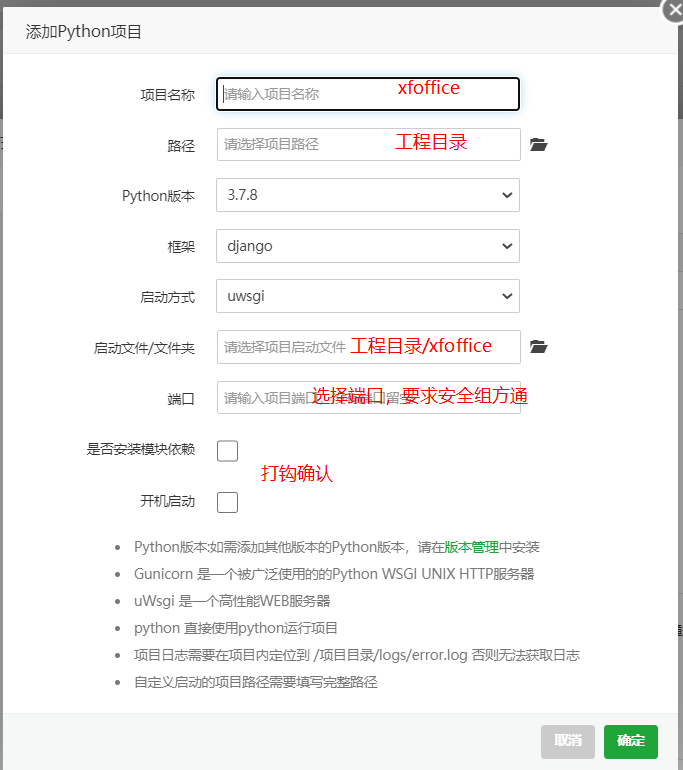 添加Python项目
项目名称 请输入项目名称 xfoffice
路径 请选择项目路径 工程目录
Python版本 3.7.8
框架 django
启动方式 uwsgi
启动文件/文件夹 请选择项目启动文件 工程目录/xfoffice
端口 请输入项目端口 选择端口，要求安全组方通
是否安装模块依赖
打钩确认
开机启动
Python版本:如需添加其他版本的Python版本，请在版本管理中安装
Gunicorn 是一个被广泛使用的的Python WSGI UNIX HTTP服务器
uWsgi 是一个高性能WEB服务器
python 直接使用python运行项目
项目日志需要在项目内定位到 /项目目录/logs/error.log 否则无法获取日志
自定义启动的项目路径需要填写完整路径
取消 确定